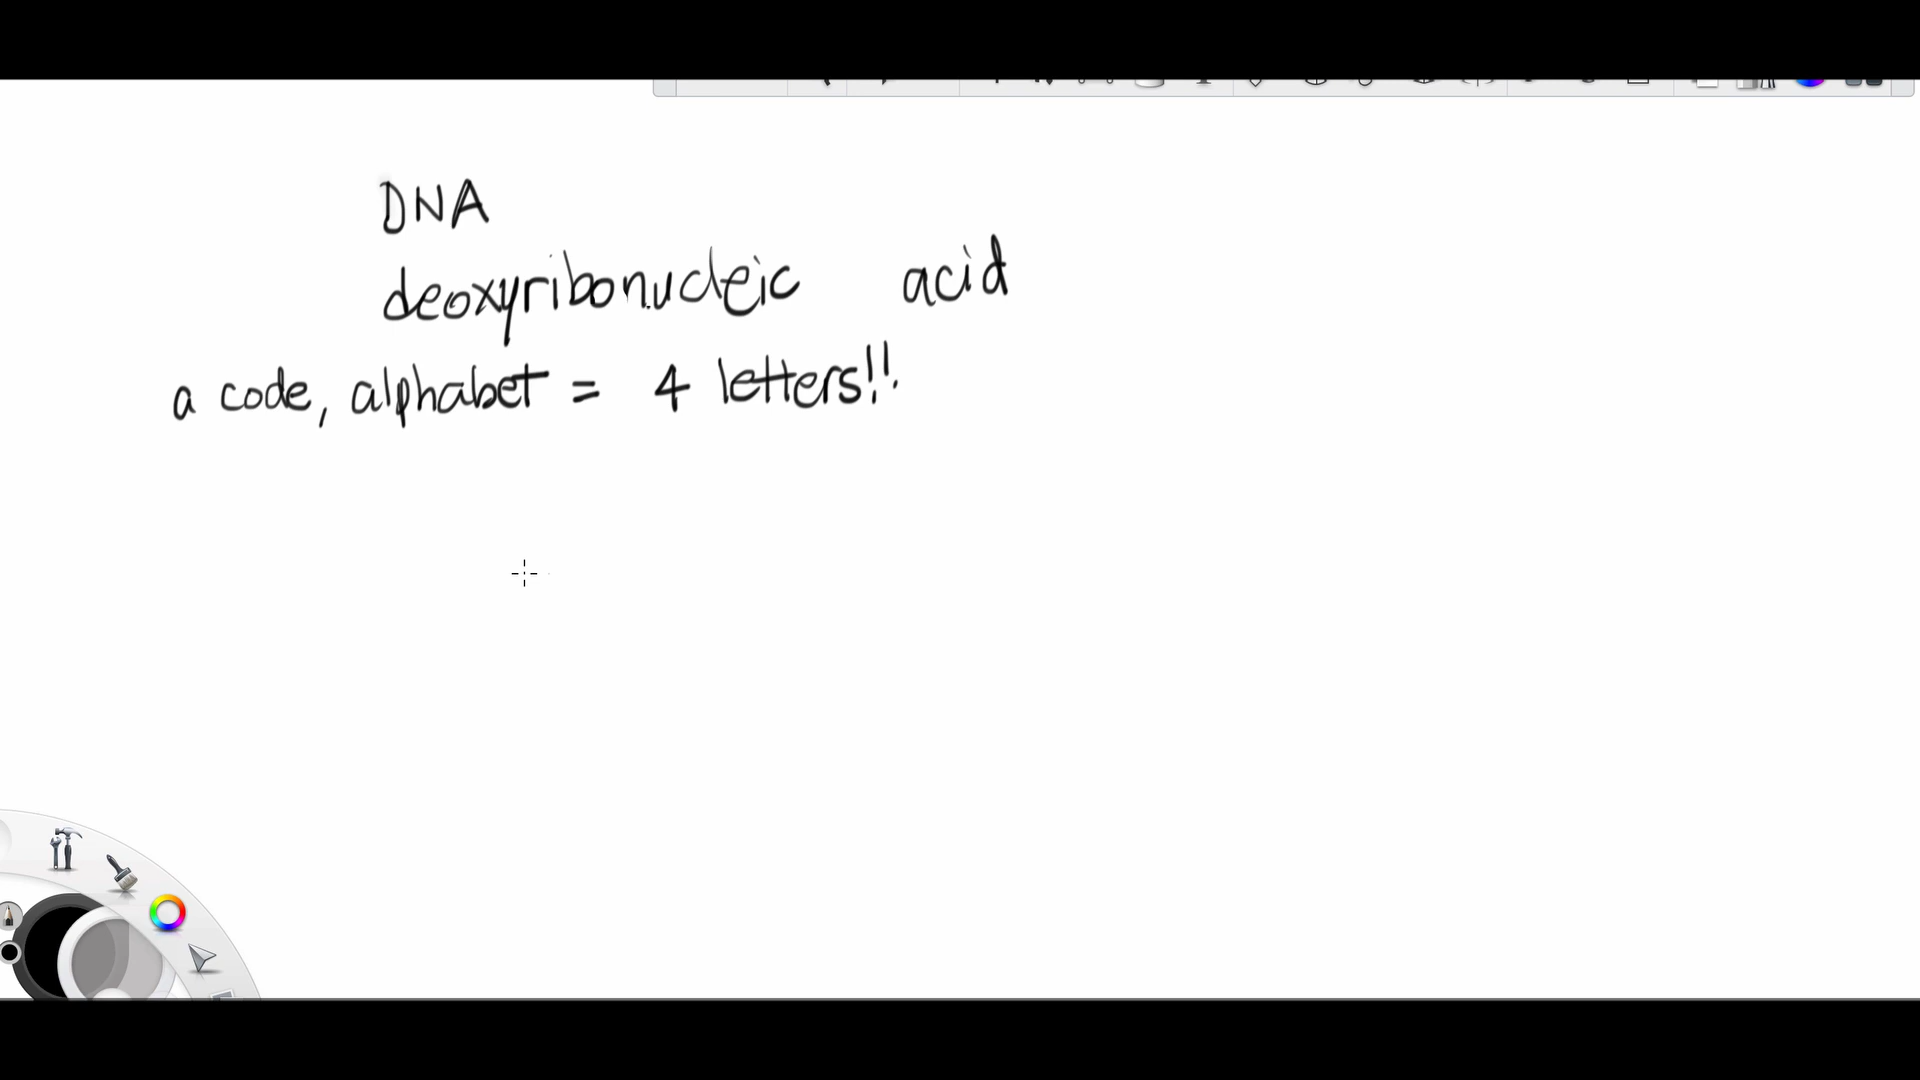 DNA
deoxyribonucleic acid
a code, alphabet = 4 letters!!